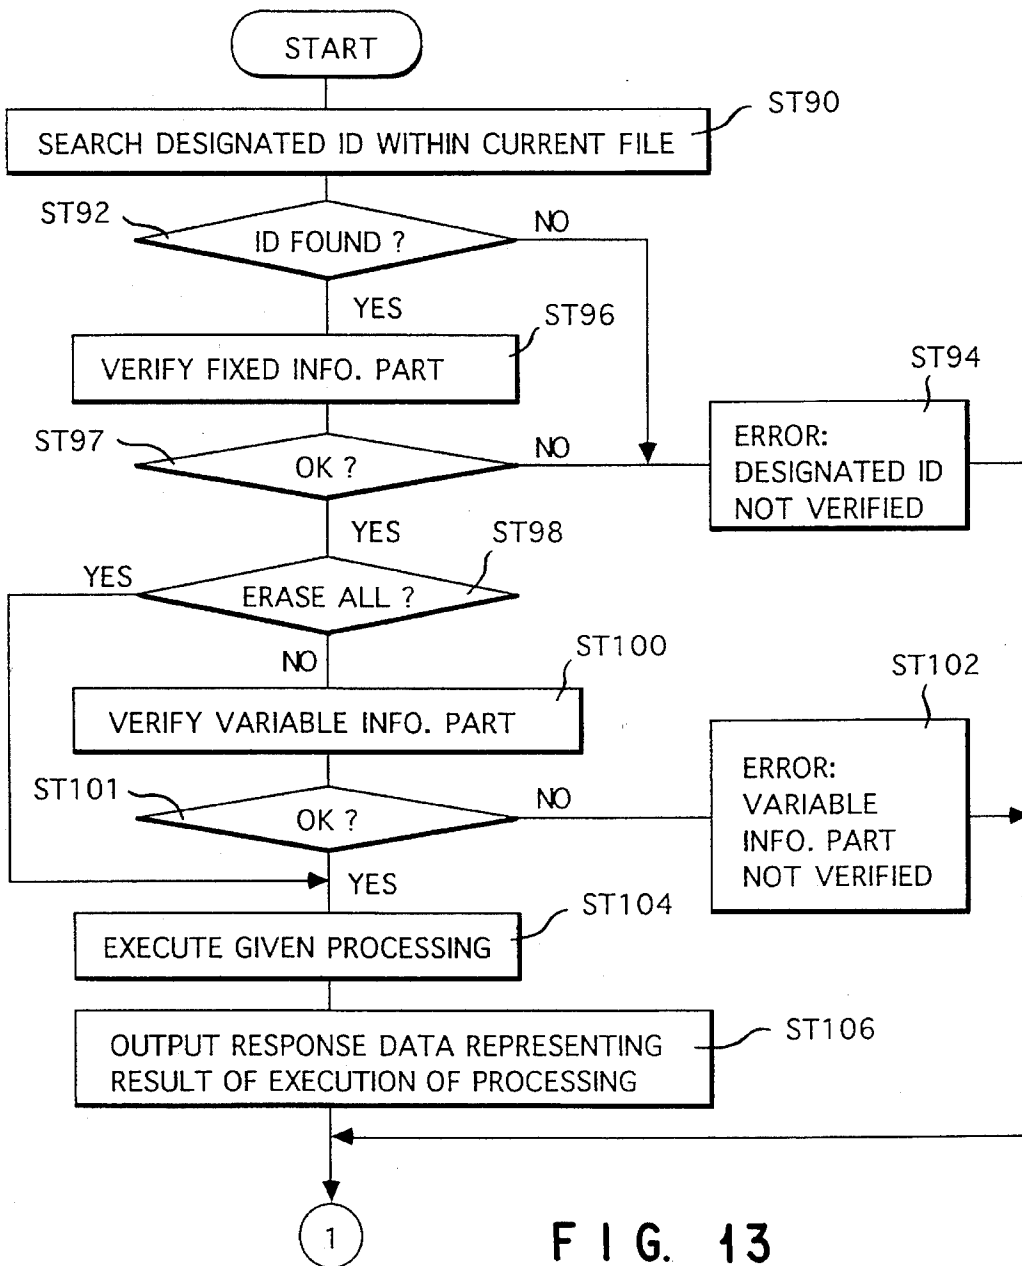 START
ST90
SEARCH DESIGNATED ID WITHIN CURRENT FILE
ST92
ID FOUND ?
NO
YES
ST96
VERIFY FIXED INFO. PART
ST94
ERROR:
DESIGNATED ID
NOT VERIFIED
ST97
OK ?
NO
YES
ST98
YES
ERASE ALL ?
NO
ST100
VERIFY VARIABLE INFO. PART
ST102
ERROR:
VARIABLE
INFO. PART
NOT VERIFIED
ST101
OK ?
NO
YES
ST104
EXECUTE GIVEN PROCESSING
ST106
OUTPUT RESPONSE DATA REPRESENTING
RESULT OF EXECUTION OF PROCESSING
1
FIG. 13